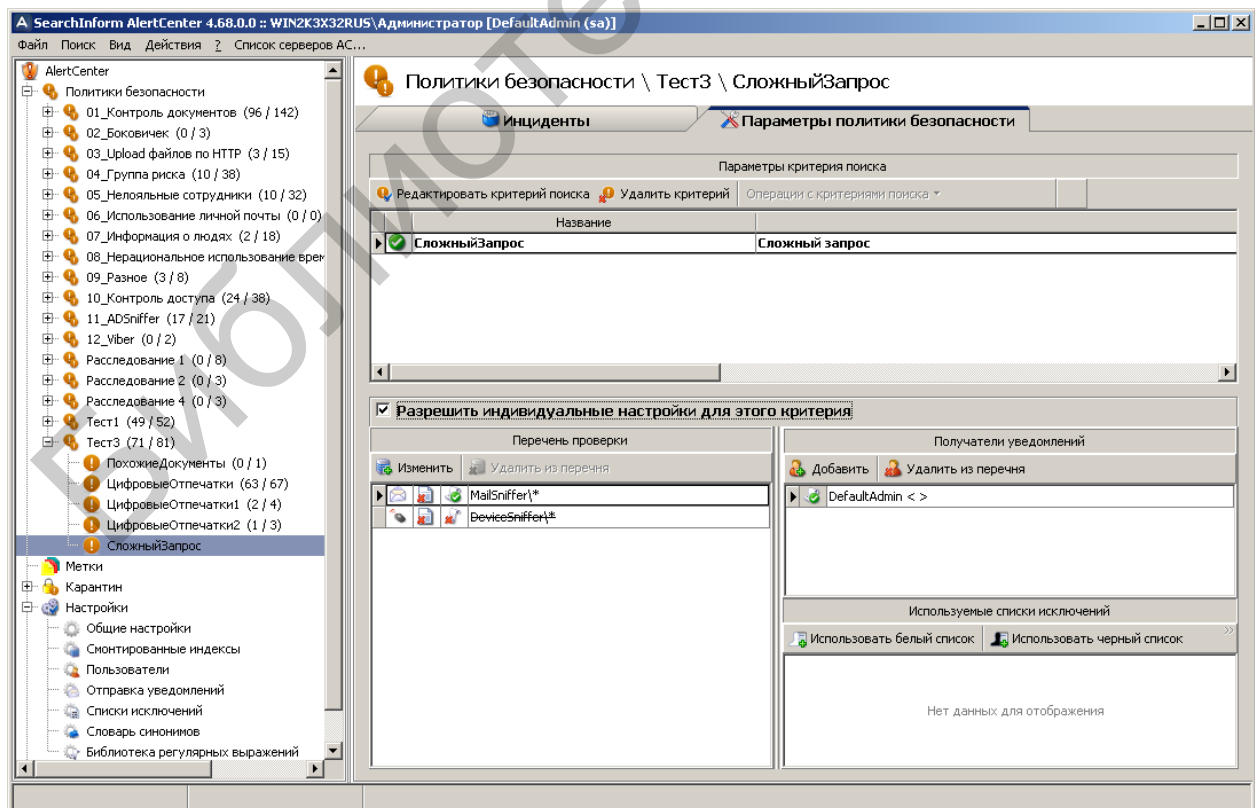 SearchInform AlertCenter 4.68.0.0 :: WIN2K3X32RUS\Администратор [DefaultAdmin (sa)]
Файл Поиск Вид Действия ? Список серверов АС...
AlertCenter
Политики безопасности
01_Контроль документов (96 / 142)
02_Боковичек (0 / 3)
03_Upload файлов по HTTP (3 / 15)
04_Группа риска (10 / 38)
05_Нелояльные сотрудники (10 / 32)
06_Использование личной почты (0 / 0)
07_Информация о людях (2 / 18)
08_Нерациональное использование врем
09_Разное (3 / 8)
10_Контроль доступа (24 / 38)
11_ADSniffer (17 / 21)
12_Viber (0 / 2)
Расследование 1 (0 / 8)
Расследование 2 (0 / 3)
Расследование 4 (0 / 3)
Тест1 (49 / 52)
Тест3 (71 / 81)
ПохожиеДокументы (0 / 1)
ЦифровыеОтпечатки (63 / 67)
ЦифровыеОтпечатки1 (2 / 4)
ЦифровыеОтпечатки2 (1 / 3)
СложныйЗапрос
Метки
Карантин
Настройки
Общие настройки
Смонтированные индексы
Пользователи
Отправка уведомлений
Списки исключений
Словарь синонимов
Библиотека регулярных выражений
Политики безопасности \ Тест3 \ СложныйЗапрос
Инциденты
Параметры политики безопасности
Параметры критерия поиска
Редактировать критерий поиска Удалить критерий Операции с критериями поиска
Название
СложныйЗапрос Сложный запрос
Разрешить индивидуальные настройки для этого критерия
Перечень проверки
Изменить Удалить из перечня
MailSniffer\*
DeviceSniffer\*
Получатели уведомлений
Добавить Удалить из перечня
DefaultAdmin < >
Используемые списки исключений
Использовать белый список Использовать черный список
Нет данных для отображения
Библиоте